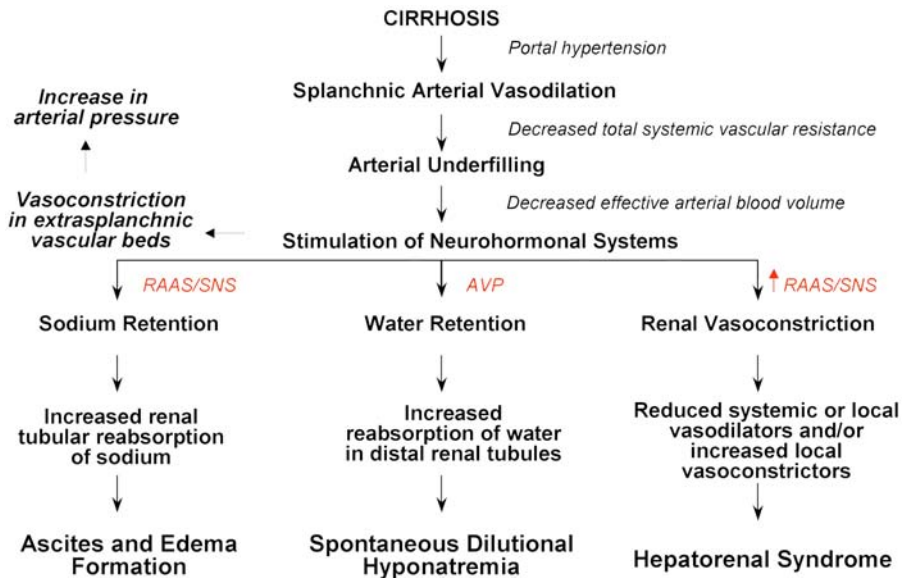 CIRRHOSIS
Portal hypertension
Splanchnic Arterial Vasodilation
Increase in
arterial pressure
Decreased total systemic vascular resistance
Arterial Underfilling
Vasoconstriction
in extrasplanchnic
vascular beds
Decreased effective arterial blood volume
Stimulation of Neurohormonal Systems
RAAS/SNS
AVP
RAAS/SNS
Sodium Retention
Water Retention
Renal Vasoconstriction
Increased renal
tubular reabsorption
of sodium
Increased
reabsorption of water
in distal renal tubules
Reduced systemic or local
vasodilators and/or
increased local
vasoconstrictors
Ascites and Edema
Formation
Spontaneous Dilutional
Hyponatremia
Hepatorenal Syndrome